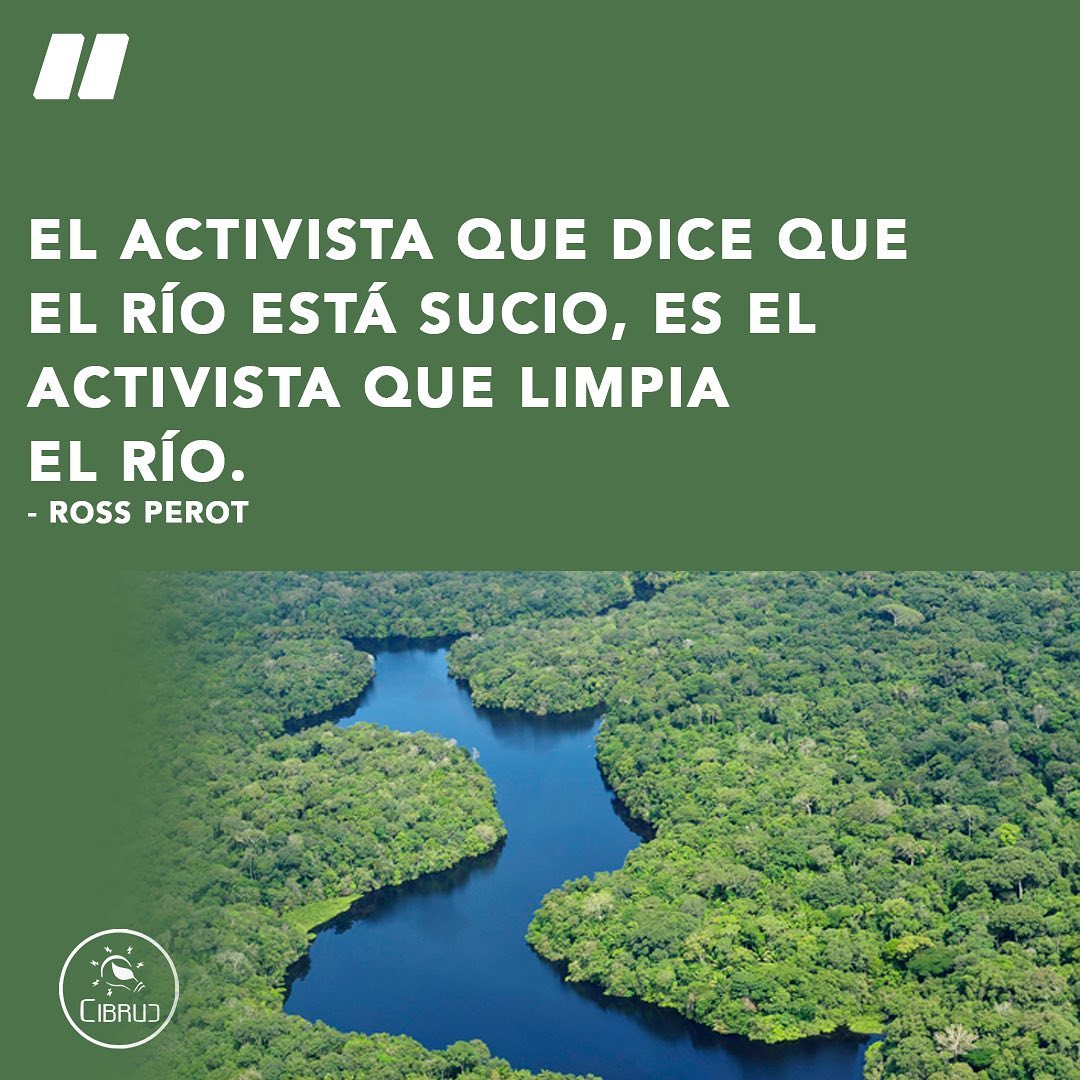 EL ACTIVISTA QUE DICE QUE
EL RÍO ESTÁ SUCIO, ES EL
ACTIVISTA QUE LIMPIA
EL RÍO.
- ROSS PEROT
CIBRUD